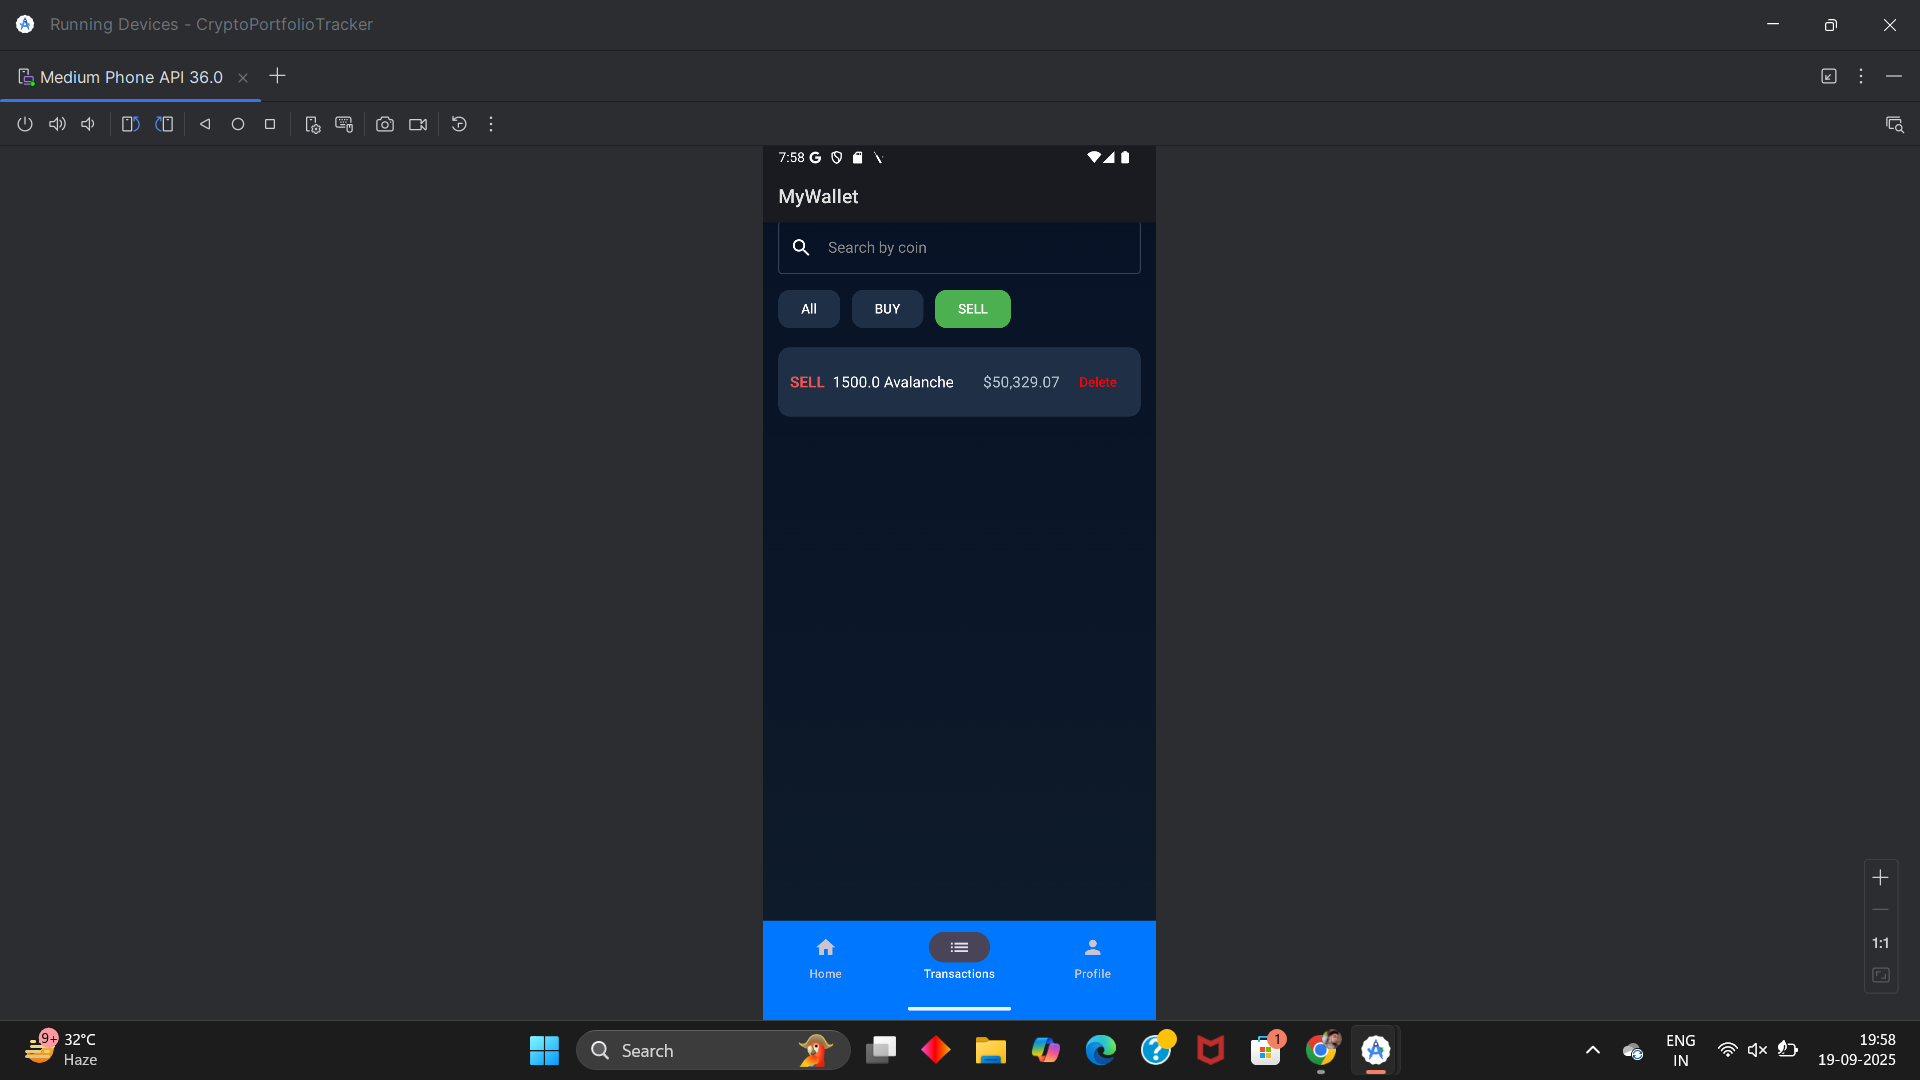 Running Devices - CryptoPortfolioTracker
Medium Phone API 36.0
7:58
MyWallet
Search by coin
All BUY SELL
SELL 1500.0 Avalanche $50,329.07 Delete
1:1
Home Transactions Profile
9+ 32°C
Haze
Search
1
ENG
IN
19:58
19-09-2025